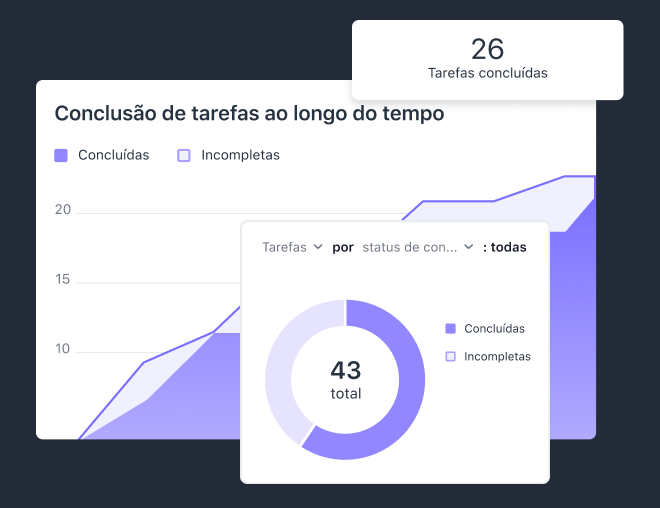 26
Tarefas concluídas
Conclusão de tarefas ao longo do tempo
Concluídas Incompletas
20
15
10
Tarefas por status de con... : todas
43
total
Concluídas
Incompletas